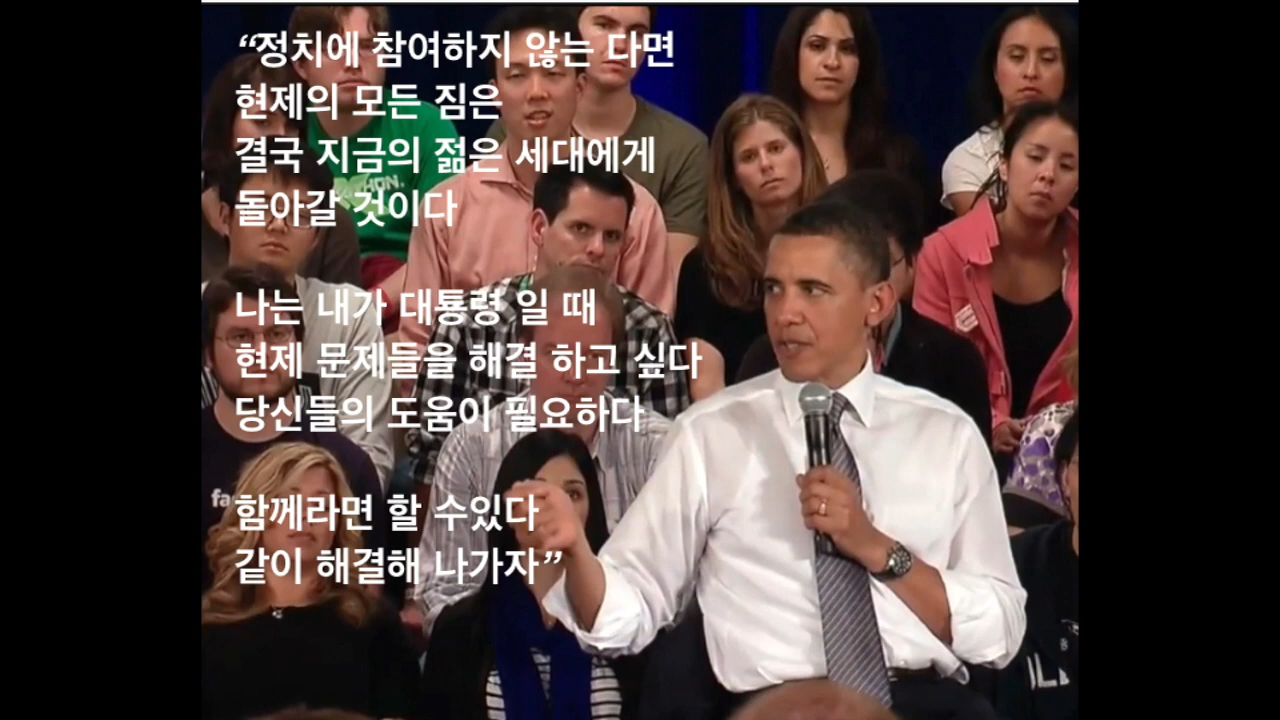 “정치에 참여하지 않는 다면
현제의 모든 짐은
결국 지금의 젊은 세대에게
돌아갈 것이다
나는 내가 대통령 일 때
현제 문제들을 해결 하고 싶다
당신들의 도움이 필요하다
함께라면 할 수있다
같이 해결해 나가자”